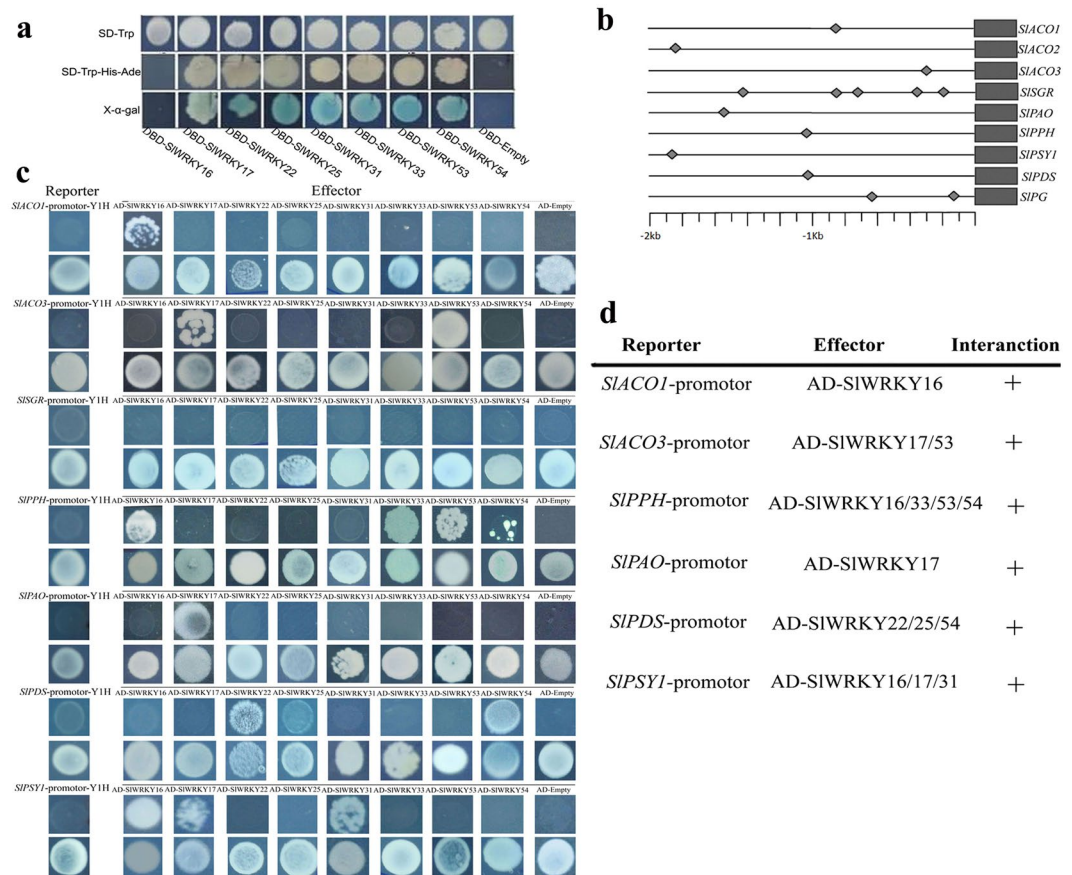 a
SD-Trp
SD-Trp-His-Ade
X-α-gal
DBD-SlWRKY16
DBD-SlWRKY17
DBD-SlWRKY22
DBD-SlWRKY25
DBD-SlWRKY31
DBD-SlWRKY33
DBD-SlWRKY53
DBD-SlWRKY54
DBD-Empty
b
SlACO1
SlACO2
SlACO3
SlSGR
SlPAO
SlPPH
SlPSY1
SlPDS
SlPG
-2kb
-1Kb
c
Reporter Effector
SlACO1-promotor-Y1H AD-SlWRKY16 AD-SlWRKY17 AD-SlWRKY22 AD-SlWRKY25 AD-SlWRKY31 AD-SlWRKY33 AD-SlWRKY53 AD-SlWRKY54 AD-Empty
SlACO3-promotor-Y1H AD-SlWRKY16 AD-SlWRKY17 AD-SlWRKY22 AD-SlWRKY25 AD-SlWRKY31 AD-SlWRKY33 AD-SlWRKY53 AD-SlWRKY54 AD-Empty
SlSGR-promotor-Y1H AD-SlWRKY16 AD-SlWRKY17 AD-SlWRKY22 AD-SlWRKY25 AD-SlWRKY31 AD-SlWRKY33 AD-SlWRKY53 AD-SlWRKY54 AD-Empty
SlPPH-promotor-Y1H AD-SlWRKY16 AD-SlWRKY17 AD-SlWRKY22 AD-SlWRKY25 AD-SlWRKY31 AD-SlWRKY33 AD-SlWRKY53 AD-SlWRKY54 AD-Empty
SlPAO-promotor-Y1H AD-SlWRKY16 AD-SlWRKY17 AD-SlWRKY22 AD-SlWRKY25 AD-SlWRKY31 AD-SlWRKY33 AD-SlWRKY53 AD-SlWRKY54 AD-Empty
SlPDS-promotor-Y1H AD-SlWRKY16 AD-SlWRKY17 AD-SlWRKY22 AD-SlWRKY25 AD-SlWRKY31 AD-SlWRKY33 AD-SlWRKY53 AD-SlWRKY54 AD-Empty
SlPSY1-promotor-Y1H AD-SlWRKY16 AD-SlWRKY17 AD-SlWRKY22 AD-SlWRKY25 AD-SlWRKY31 AD-SlWRKY33 AD-SlWRKY53 AD-SlWRKY54 AD-Empty
d
Reporter Effector Interanction
SlACO1-promotor AD-SlWRKY16 +
SlACO3-promotor AD-SlWRKY17/53 +
SlPPH-promotor AD-SlWRKY16/33/53/54 +
SlPAO-promotor AD-SlWRKY17 +
SlPDS-promotor AD-SlWRKY22/25/54 +
SlPSY1-promotor AD-SlWRKY16/17/31 +